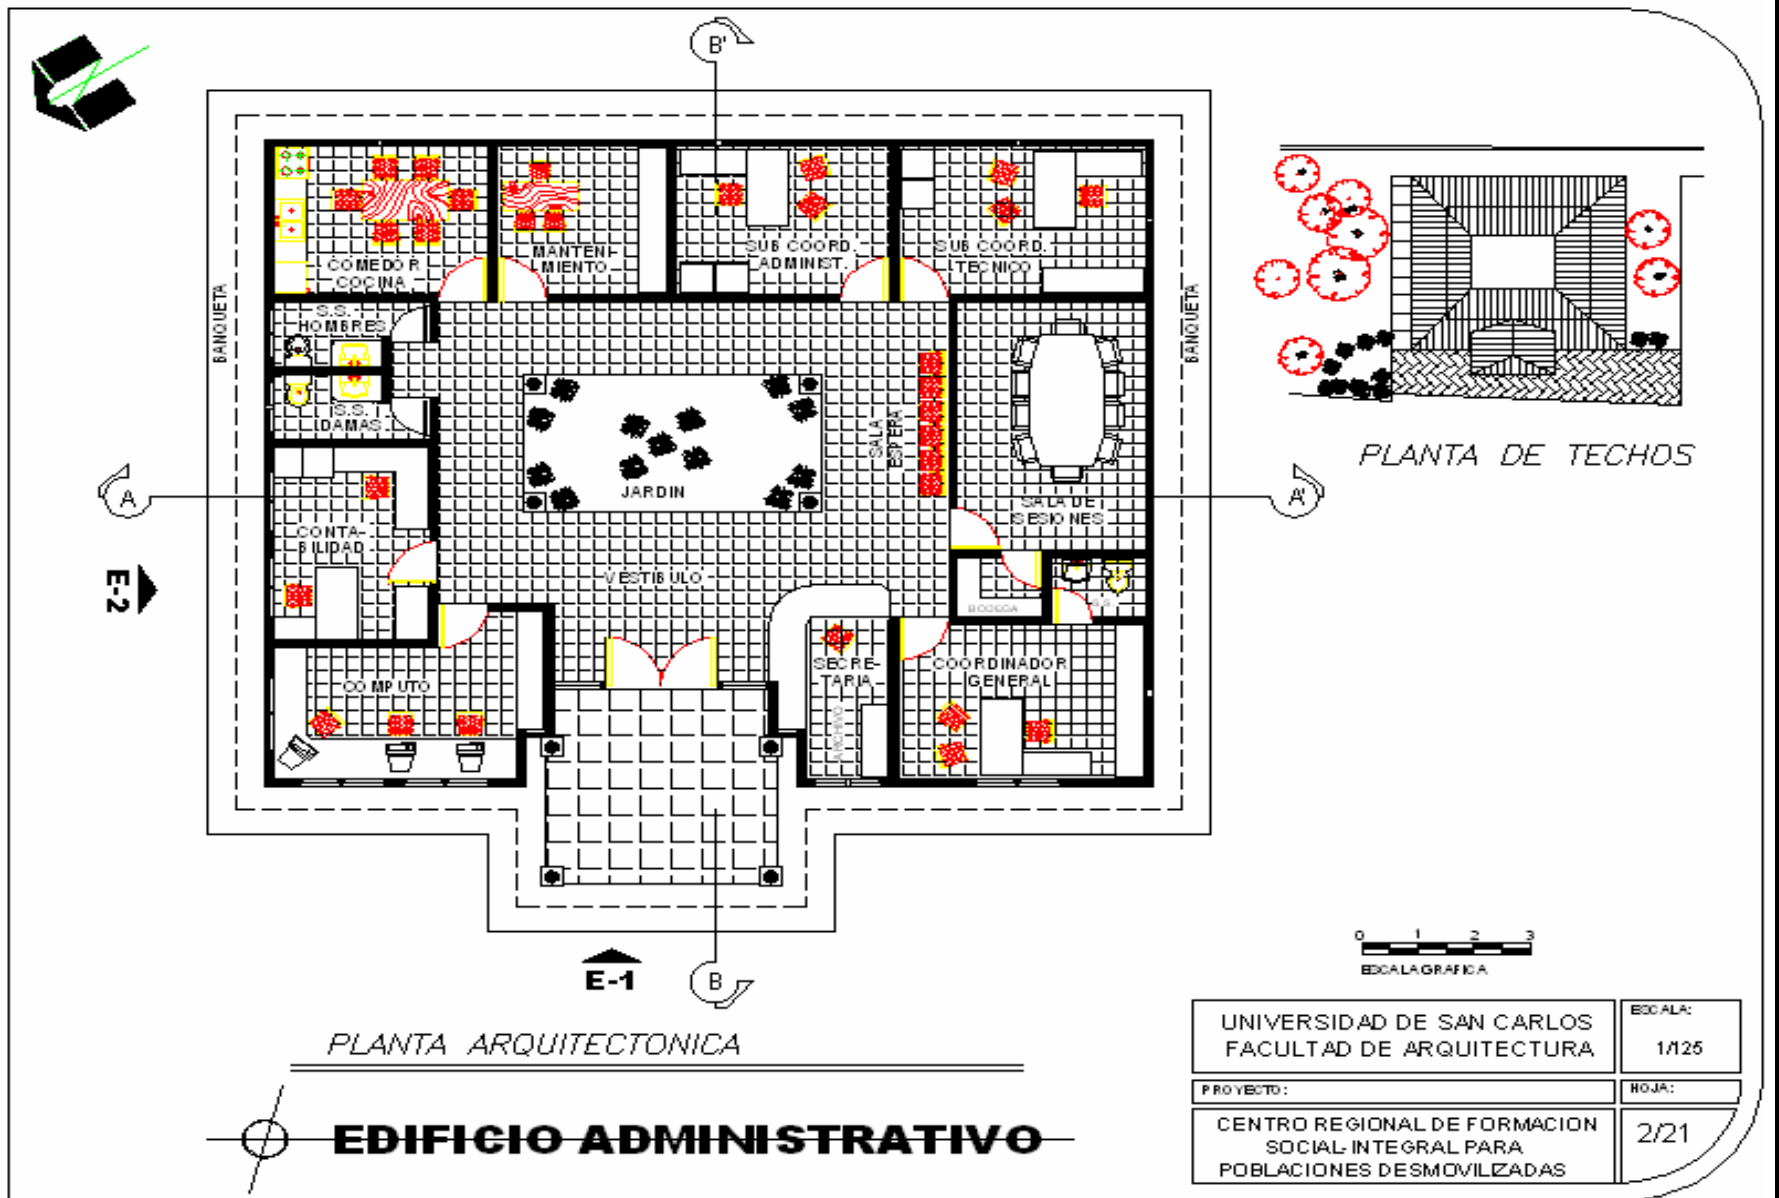 B'
COMEDOR
COCINA
MANTEN-
MIENTO
SUB COORD.
ADMINIST.
SUB COORD.
TECNICO
BANQUETA
BANQUETA
S.S.
HOMBRES
S.S.
DAMAS
JARDIN
SALA
ESPERA
SALA DE
SESIONES
PLANTA DE TECHOS
A
A'
CONTA-
BILIDAD
E-2
VESTIBULO
BODEGA
S.S.
COMPUTO
SECRE-
TARIA
ARCHIVO
COORDINADOR
GENERAL
E-1
B
0 1 2 3
ESCALA GRAFICA
PLANTA ARQUITECTONICA
EDIFICIO ADMINISTRATIVO
UNIVERSIDAD DE SAN CARLOS
FACULTAD DE ARQUITECTURA
ESCALA:
1/125
PROYECTO:
HOJA:
CENTRO REGIONAL DE FORMACION
SOCIAL-INTEGRAL PARA
POBLACIONES DESMOVILIZADAS
2/21